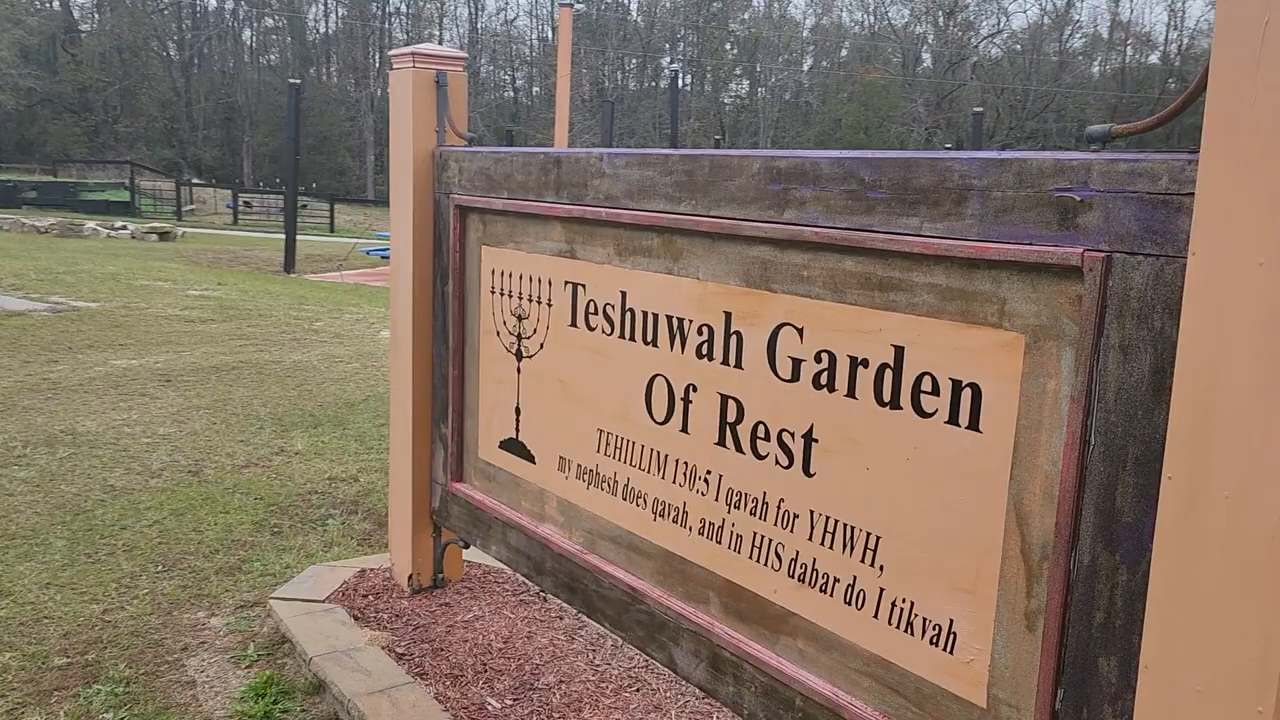 Teshuwah Garden
Of Rest
TEHILLIM 130:5 I qavah for YHWH,
my nephesh does qavah, and in HIS dabar do I tikvah